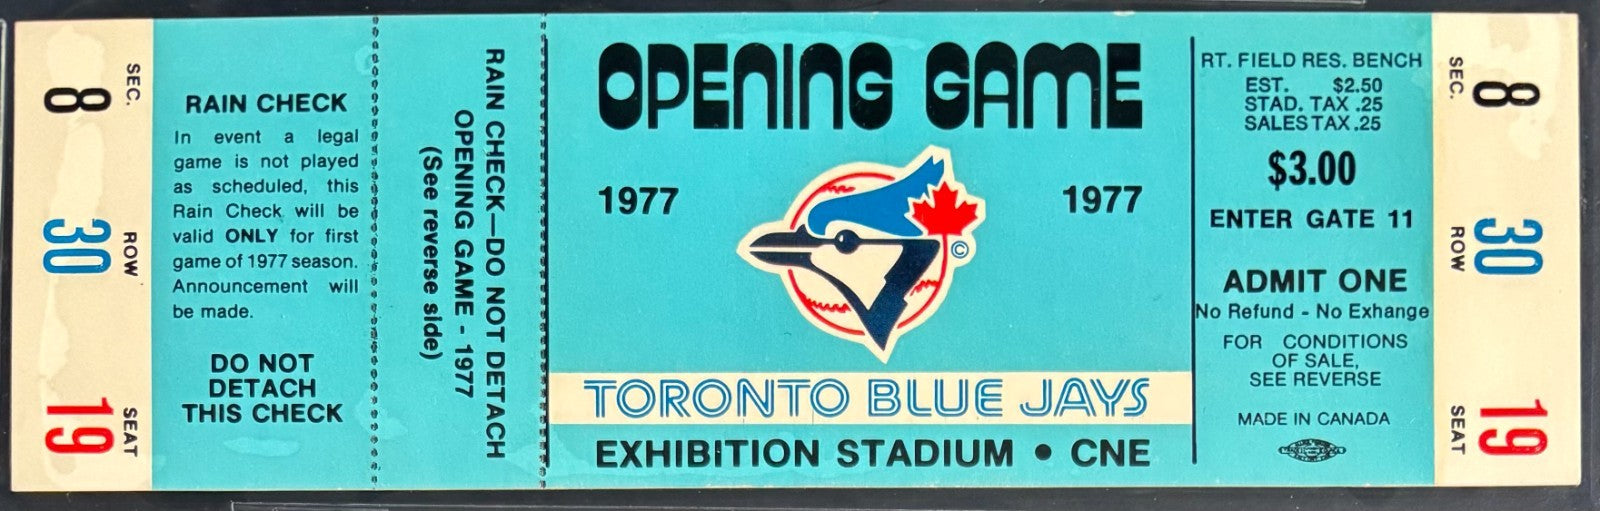 SEC.
8
ROW
30
SEAT
19
RAIN CHECK
In event a legal
game is not played
as scheduled, this
Rain Check will be
valid ONLY for first
game of 1977 season.
Announcement will
be made.
DO NOT
DETACH
THIS CHECK
RAIN CHECK—DO NOT DETACH
OPENING GAME - 1977
(See reverse side)
OPENING GAME
1977
1977
©
TORONTO BLUE JAYS
EXHIBITION STADIUM • CNE
RT. FIELD RES. BENCH
EST. $2.50
STAD. TAX .25
SALES TAX .25
$3.00
ENTER GATE 11
ADMIT ONE
No Refund - No Exhange
FOR CONDITIONS
OF SALE,
SEE REVERSE
MADE IN CANADA
SEC.
8
ROW
30
SEAT
19